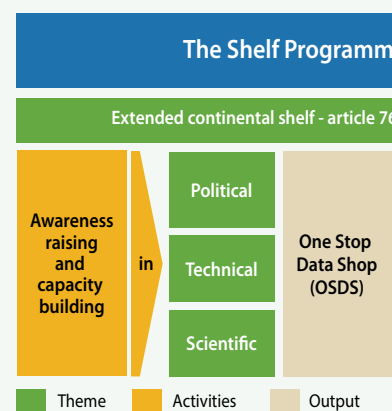 The Shelf Programm
Extended continental shelf - article 76
Awareness
raising
and
capacity
building
in
Political
Technical
Scientific
One Stop
Data Shop
(OSDS)
Theme
Activities
Output